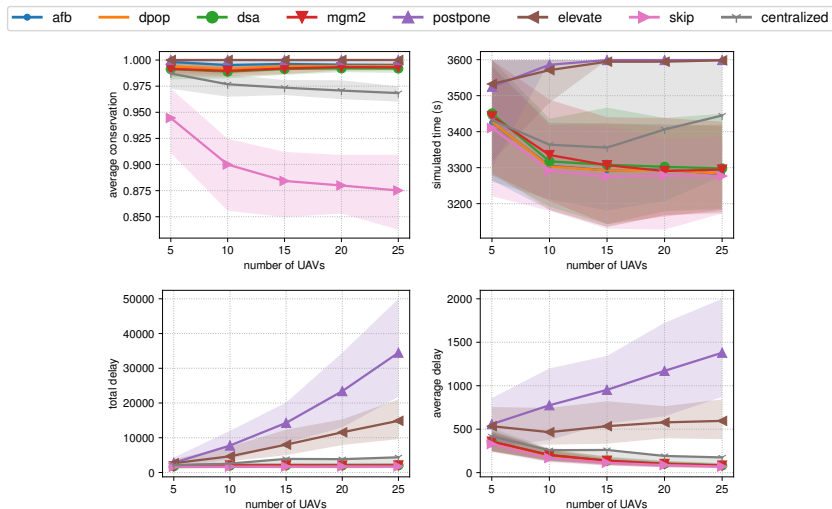 afb dpop dsa mgm2 postpone elevate skip centralized
1.000
0.975
0.950
0.925
0.900
0.875
0.850
average conservation
5 10 15 20 25
number of UAVs
3600
3500
3400
3300
3200
simulated time (s)
5 10 15 20 25
number of UAVs
50000
40000
30000
20000
10000
0
total delay
5 10 15 20 25
number of UAVs
2000
1500
1000
500
0
average delay
5 10 15 20 25
number of UAVs